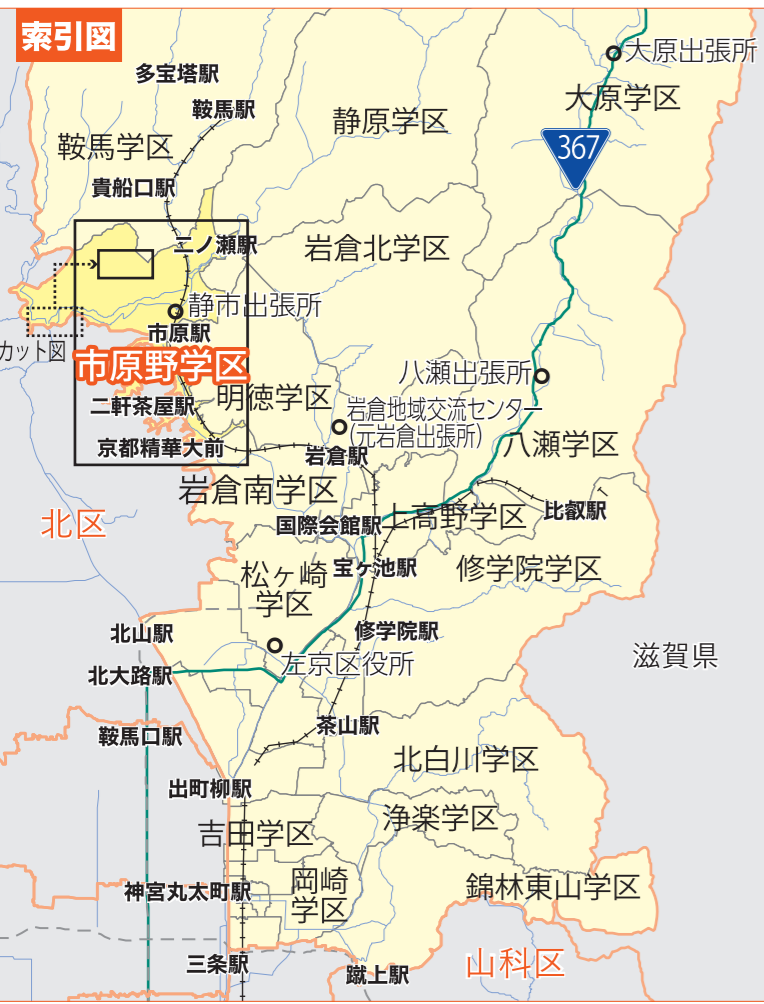 索引図
大原出張所
多宝塔駅
大原学区
鞍馬駅
静原学区
367
鞍馬学区
貴船口駅
二ノ瀬駅
岩倉北学区
静市出張所
市原駅
カット図
市原野学区
八瀬出張所
明徳学区
二軒茶屋駅
岩倉地域交流センター
(元岩倉出張所)
京都精華大前
岩倉駅
八瀬学区
岩倉南学区
北区
国際会館駅
上高野学区
比叡駅
松ヶ崎
学区
宝ヶ池駅
修学院学区
北山駅
修学院駅
左京区役所
滋賀県
北大路駅
茶山駅
鞍馬口駅
北白川学区
出町柳駅
吉田学区
浄楽学区
岡崎
学区
神宮丸太町駅
錦林東山学区
三条駅
蹴上駅
山科区